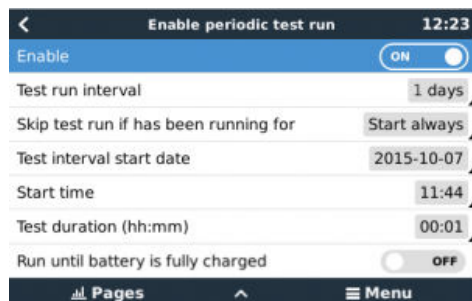 Enable periodic test run 12:23
Enable ON
Test run interval 1 days
Skip test run if has been running for Start always
Test interval start date 2015-10-07
Start time 11:44
Test duration (hh:mm) 00:01
Run until battery is fully charged OFF
Pages Menu